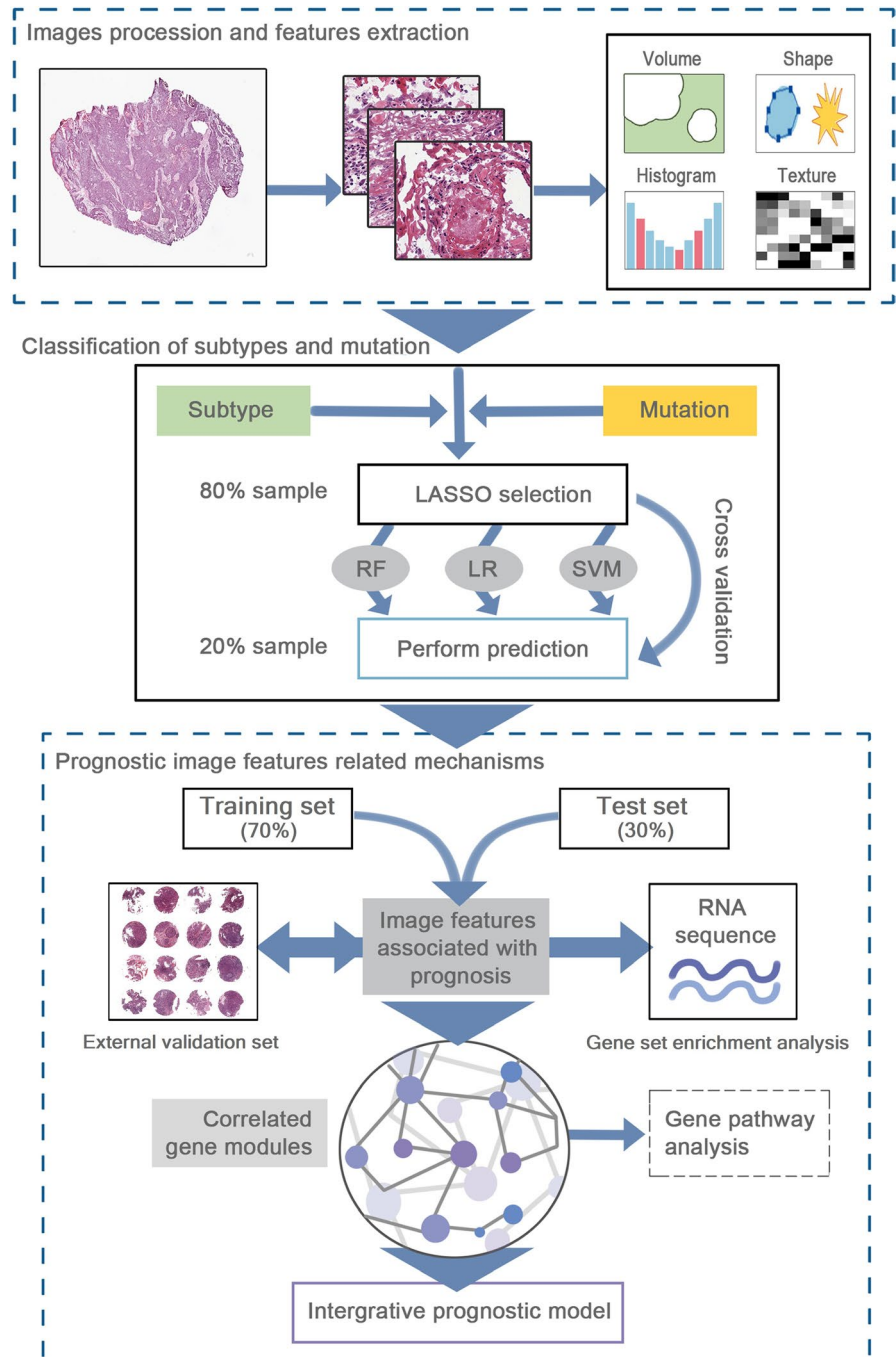 Images procession and features extraction
Volume
Shape
Histogram
Texture
Classification of subtypes and mutation
Subtype
Mutation
80% sample
LASSO selection
RF
LR
SVM
Cross validation
20% sample
Perform prediction
Prognostic image features related mechanisms
Training set
(70%)
Test set
(30%)
Image features
associated with
prognosis
RNA
sequence
External validation set
Gene set enrichment analysis
Correlated
gene modules
Gene pathway
analysis
Intergrative prognostic model